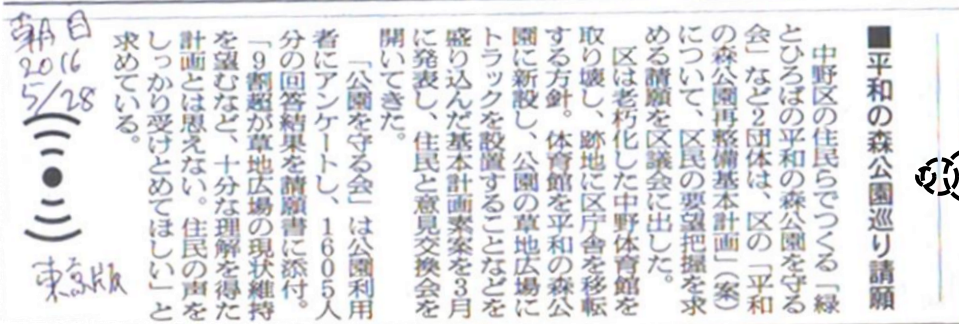 ■平和の森公園巡り請願
中野区の住民らでつくる「緑
とひろばの平和の森公園を守る
会」など2団体は、区の「平和
の森公園再整備基本計画」（案）
について、区民の要望把握を求
める請願を区議会に出した。
区は老朽化した中野体育館を
取り壊し、跡地に区庁舎を移転
する方針。体育館を平和の森公
園に新設し、公園の草地広場に
トラックを設置することなどを
盛り込んだ基本計画素案を3月
に発表し、住民と意見交換会を
開いてきた。
「公園を守る会」は公園利用
者にアンケートし、1605人
分の回答結果を請願書に添付。
「9割超が草地広場の現状維持
を望むなど、十分な理解を得た
計画とは思えない。住民の声を
しっかり受けとめてほしい」と
求めている。
朝日
2016
5/28
東京版